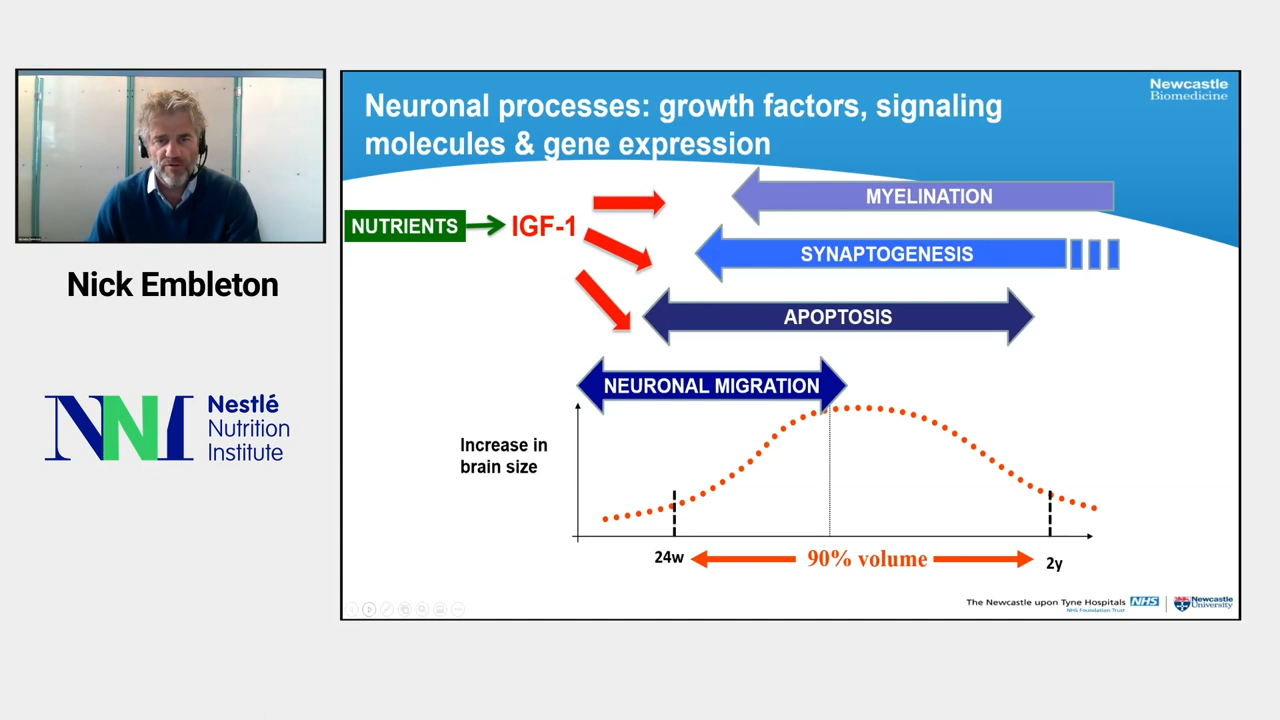 Newcastle
Biomedicine
Neuronal processes: growth factors, signaling
molecules & gene expression
MYELINATION
NUTRIENTS
IGF-1
SYNAPTOGENESIS
APOPTOSIS
NEURONAL MIGRATION
Increase in
brain size
24w
90% volume
2y
The Newcastle upon Tyne Hospitals NHS
NHS Foundation Trust
Newcastle
University
Nick Embleton
NNI
Nestlé
Nutrition
Institute